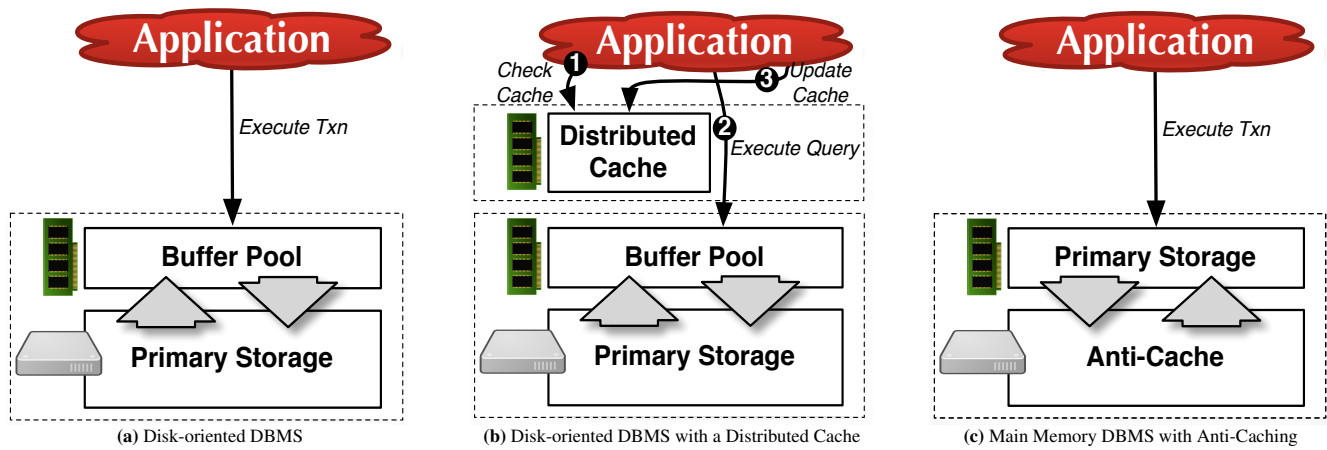 Application
Execute Txn
Buffer Pool
Primary Storage
(a) Disk-oriented DBMS
Application
1
Check
Cache
3
Update
Cache
Distributed
Cache
2
Execute Query
Buffer Pool
Primary Storage
(b) Disk-oriented DBMS with a Distributed Cache
Application
Execute Txn
Primary Storage
Anti-Cache
(c) Main Memory DBMS with Anti-Caching